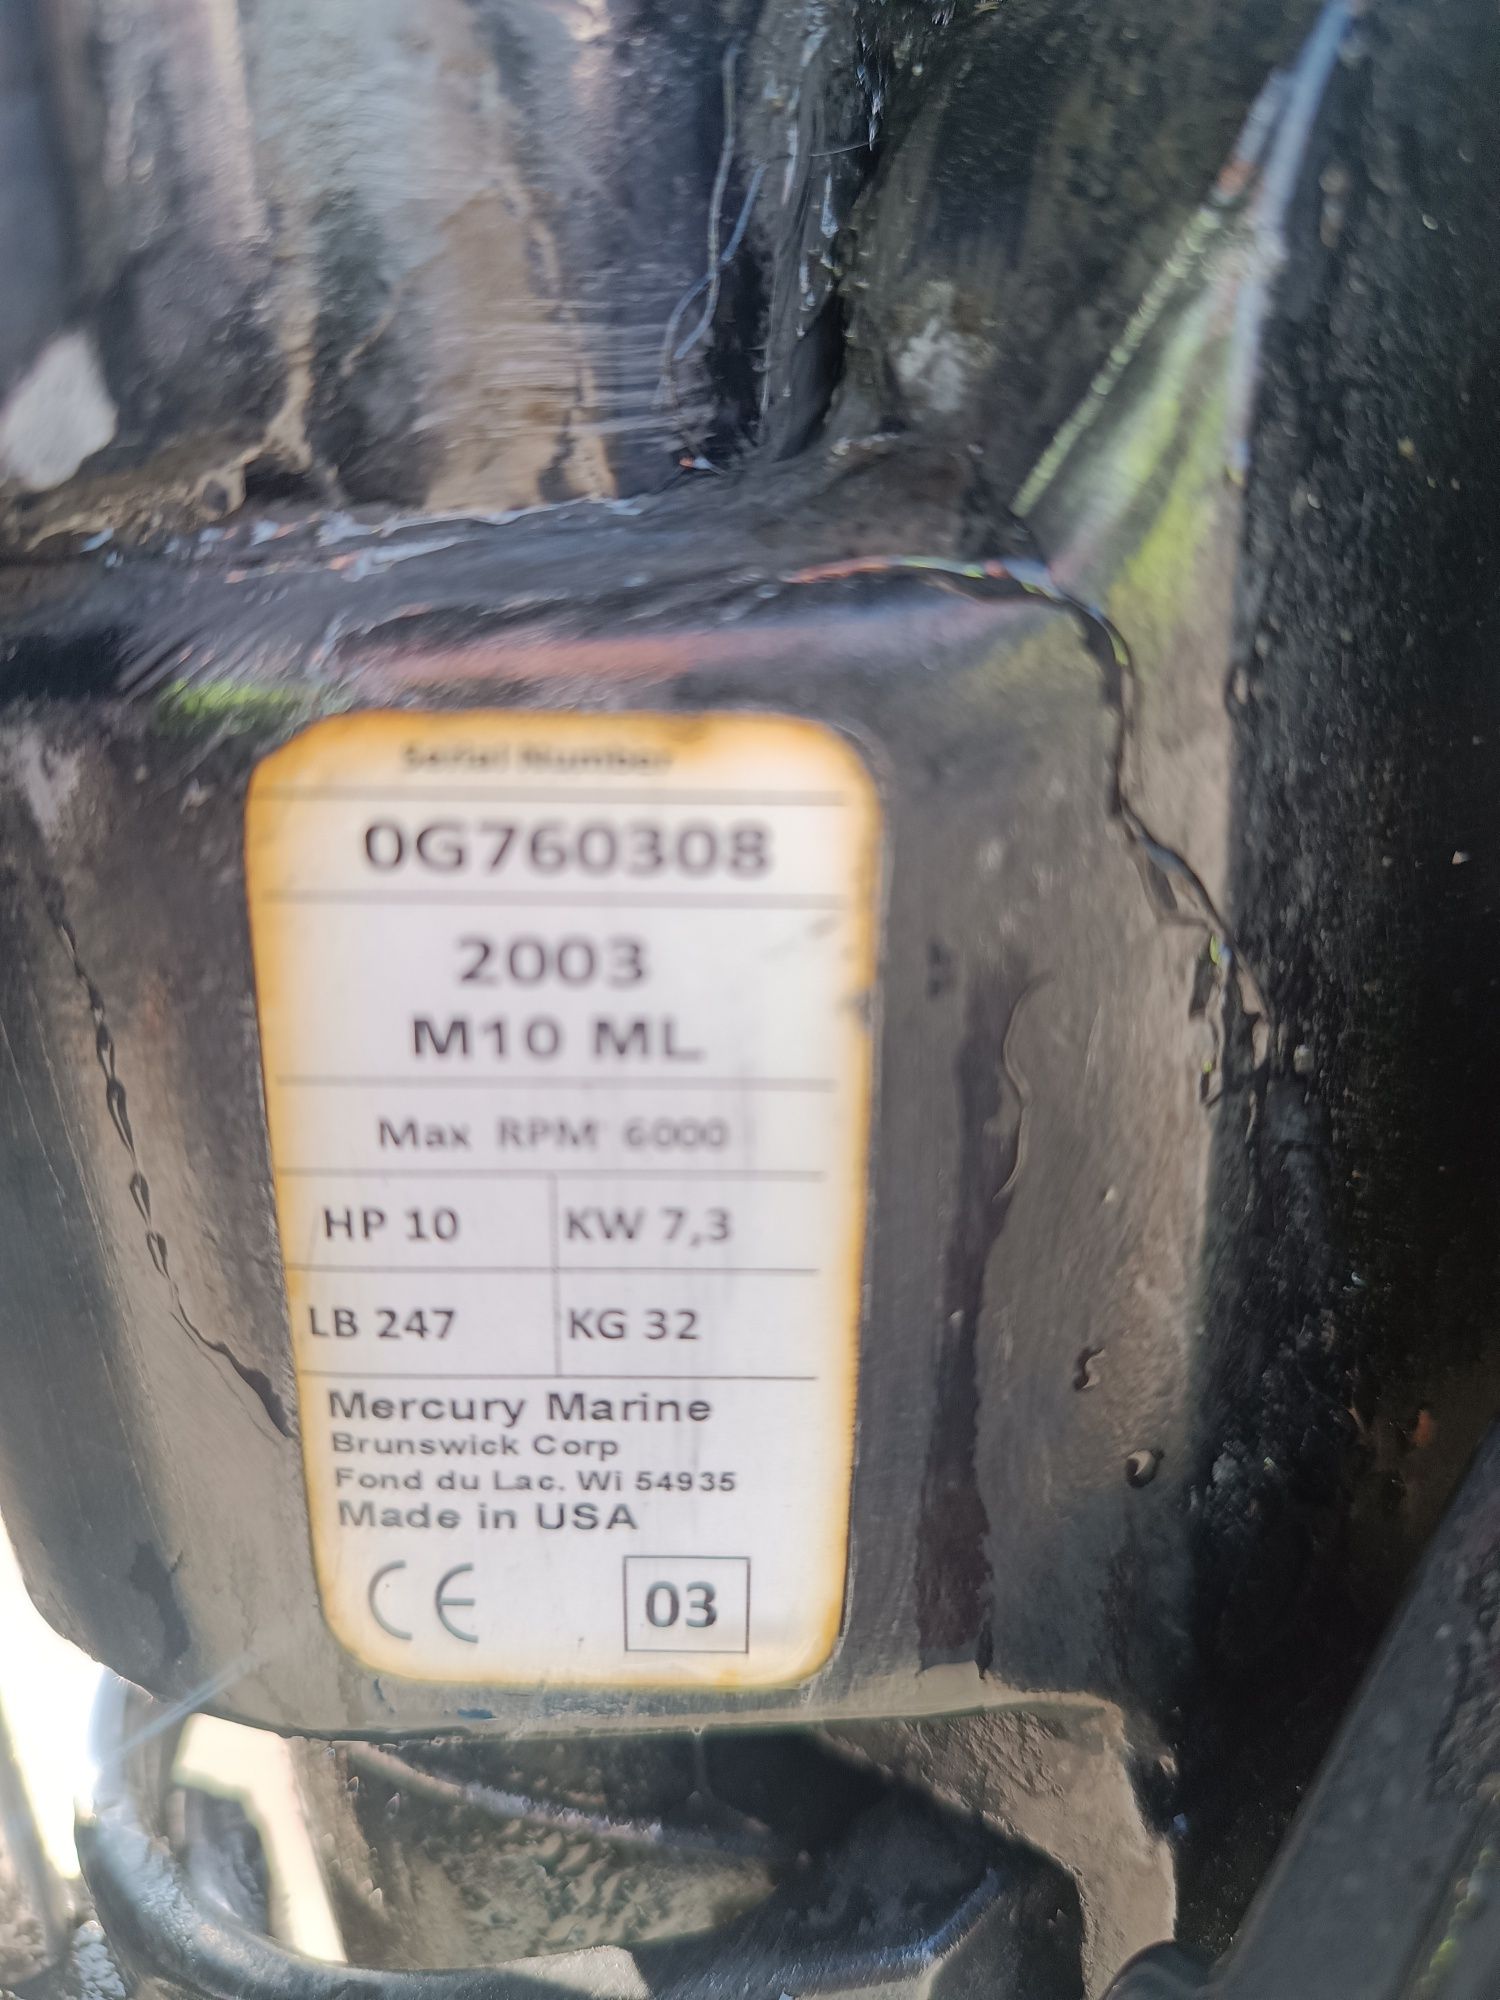 Serial Number
0G760308
2003
M10 ML
Max RPM 6000
HP 10 KW 7,3
LB 247 KG 32
Mercury Marine
Brunswick Corp
Fond du Lac. Wi 54935
Made in USA
CE 03